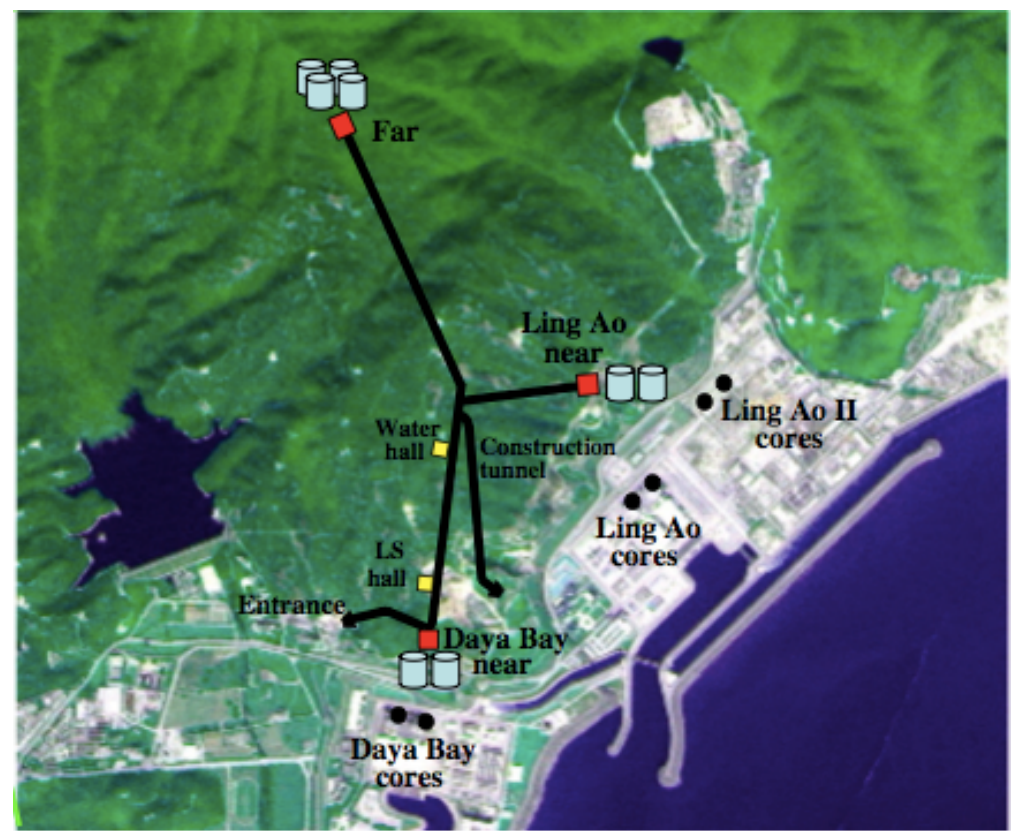 Far
Ling Ao
near
Ling Ao II
cores
Water
hall
Construction
tunnel
Ling Ao
cores
LS
hall
Entrance
Daya Bay
near
Daya Bay
cores